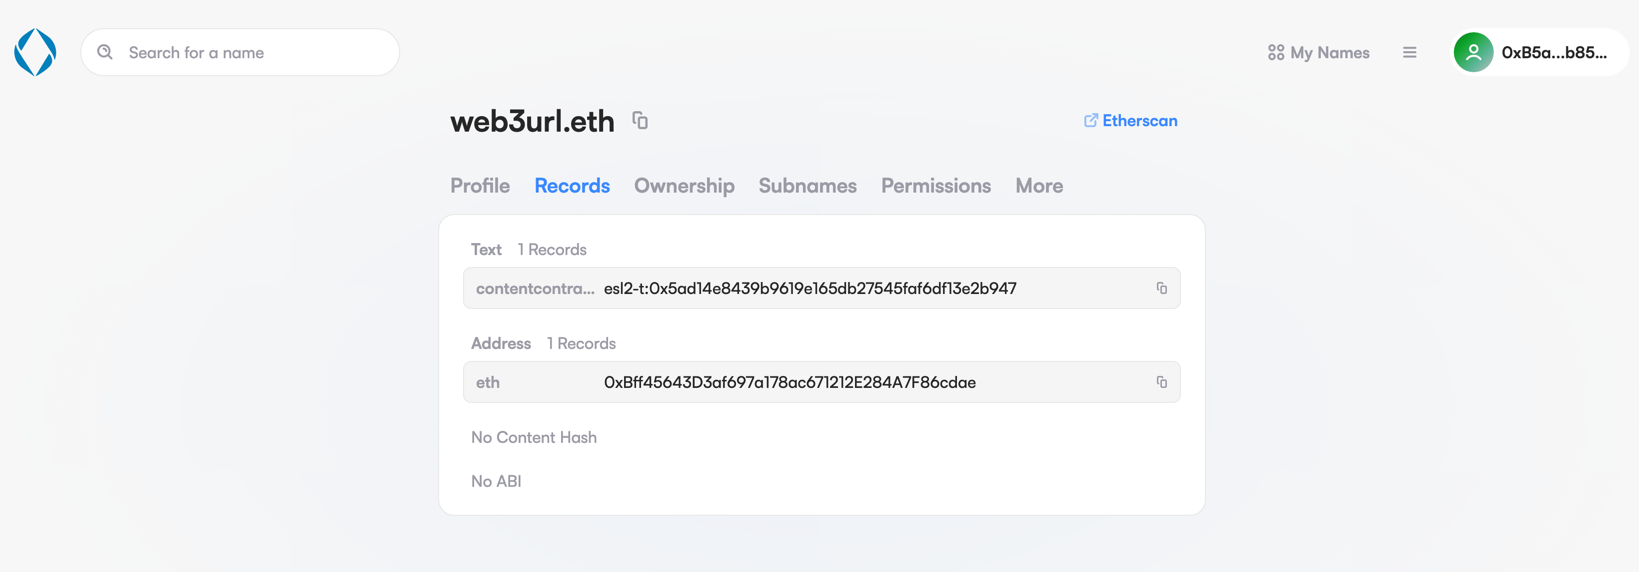 Search for a name
My Names
0xB5a...b85...
web3url.eth
Etherscan
Profile Records Ownership Subnames Permissions More
Text 1 Records
contentcontra... esl2-t:0x5ad14e8439b9619e165db27545faf6df13e2b947
Address 1 Records
eth 0xBff45643D3af697a178ac671212E284A7F86cdae
No Content Hash
No ABI